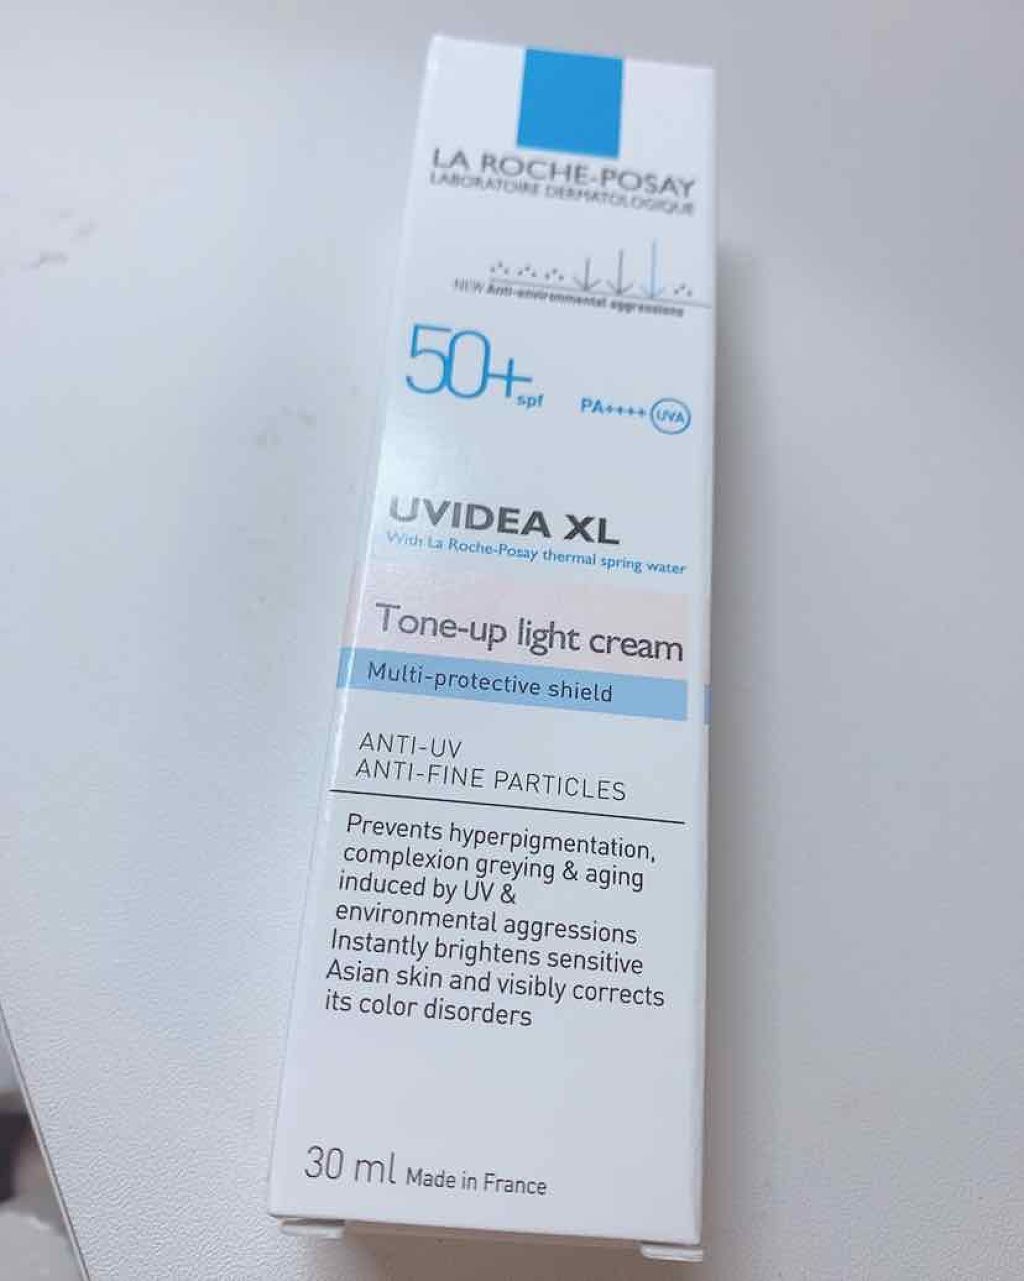 LA ROCHE-POSAY
LABORATOIRE DERMATOLOGIQUE
NEW Anti-environmental aggressions
50+ spf PA++++ UVA
UVIDEA XL
With La Roche-Posay thermal spring water
Tone-up light cream
Multi-protective shield
ANTI-UV
ANTI-FINE PARTICLES
Prevents hyperpigmentation,
complexion greying & aging
induced by UV &
environmental aggressions
Instantly brightens sensitive
Asian skin and visibly corrects
its color disorders
30 ml Made in France